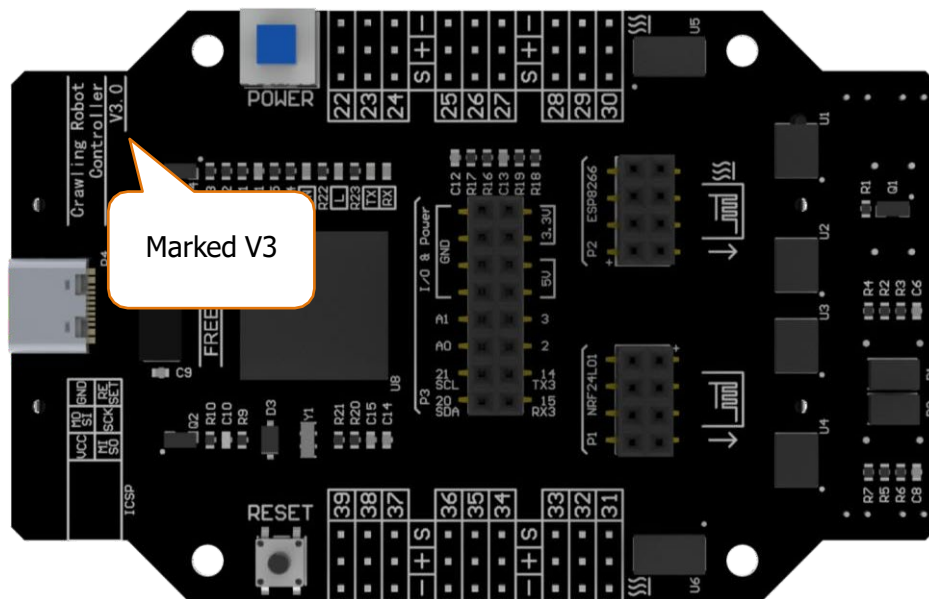 POWER
22
23
24
S + -
25
26
27
S + -
28
29
30
U5
Crawling Robot
Controller
V3.0
Marked V3
R22
L
R23
TX
RX
C12
R17
R16
C13
R19
R18
I/O & Power
GND
3.3V
5V
A1
3
A0
2
21
SCL
14
TX3
20
SDA
15
RX3
P3
P2
ESP8266
P1
NRF24L01
U1
U2
U3
U4
R1
Q1
R4
R2
R3
C6
R7
R5
R6
C8
FREE
U8
C9
VCC
MO
SI
GND
MI
SO
SCK
RE
SET
ICSP
Q2
R10
C10
R9
D3
Y1
R21
R20
C15
C14
RESET
39
38
37
- + S
36
35
34
- + S
33
32
31
U6